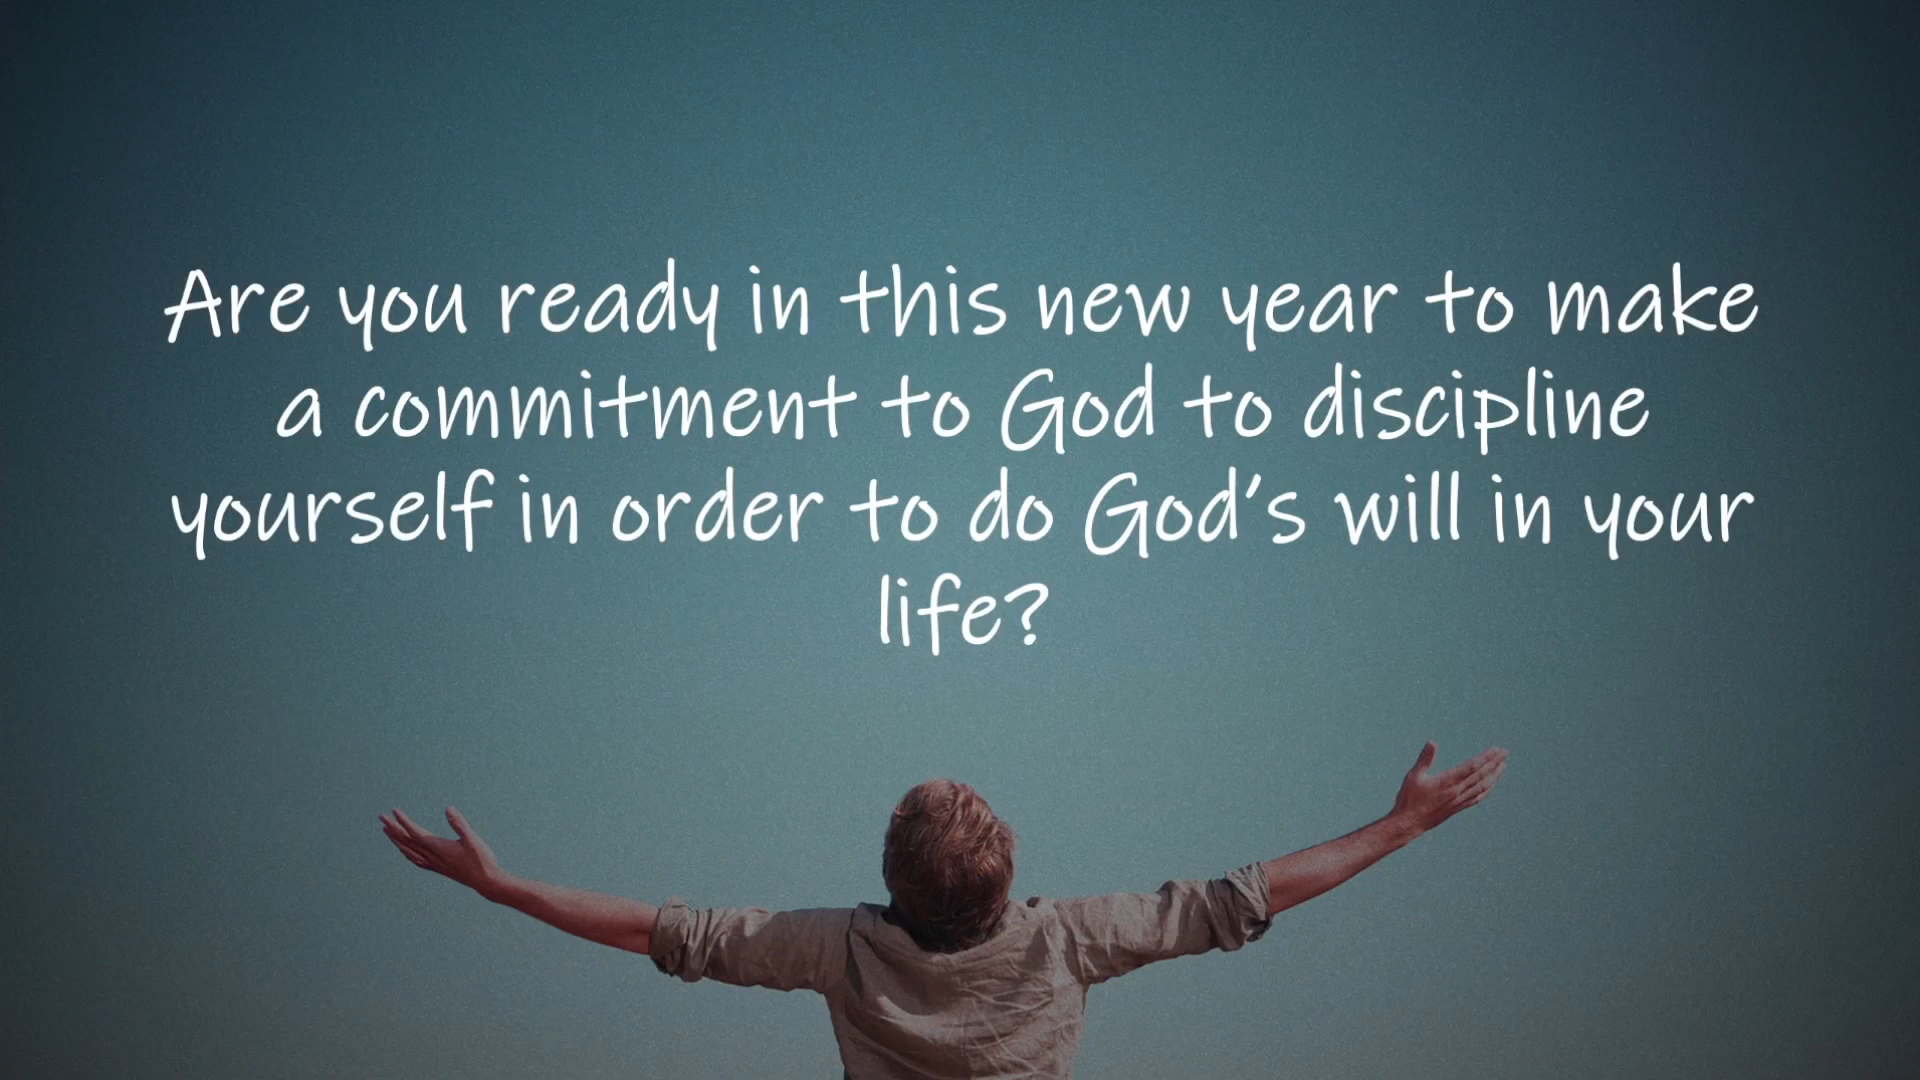 Are you ready in this new year to make
a commitment to God to discipline
yourself in order to do God's will in your
life?